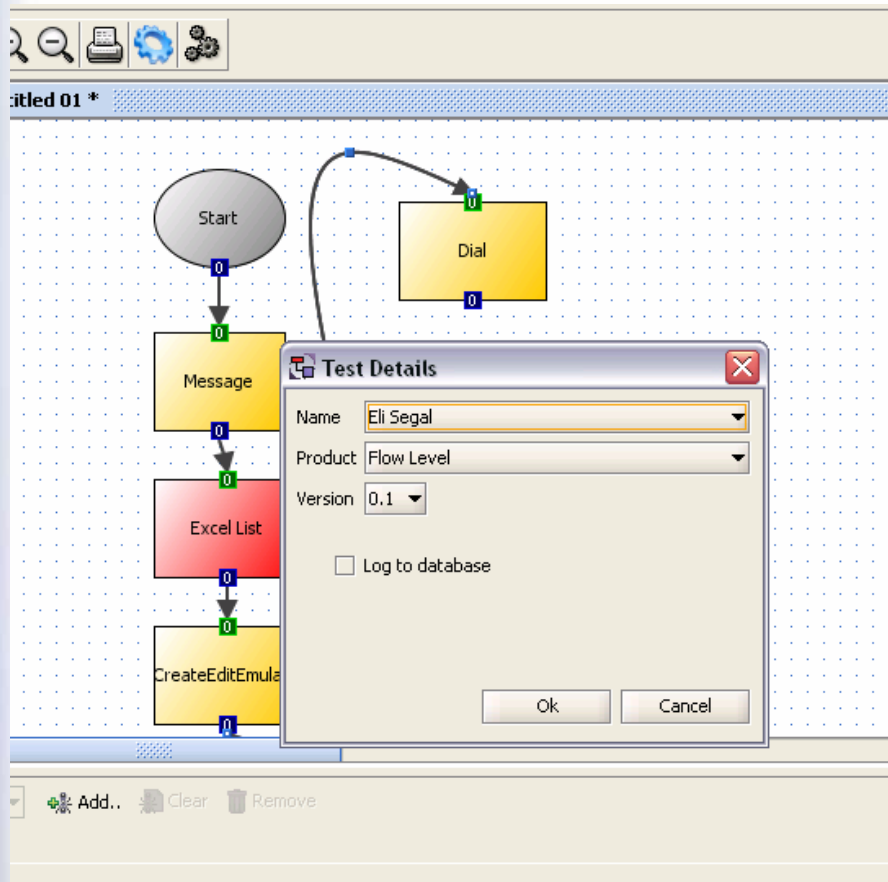 titled 01 *
Start
0
0
Dial
0
0
Message
0
0
Excel List
0
0
CreateEditEmula
0
Test Details
Name Eli Segal
Product Flow Level
Version 0.1
Log to database
Ok Cancel
Add.. Clear Remove